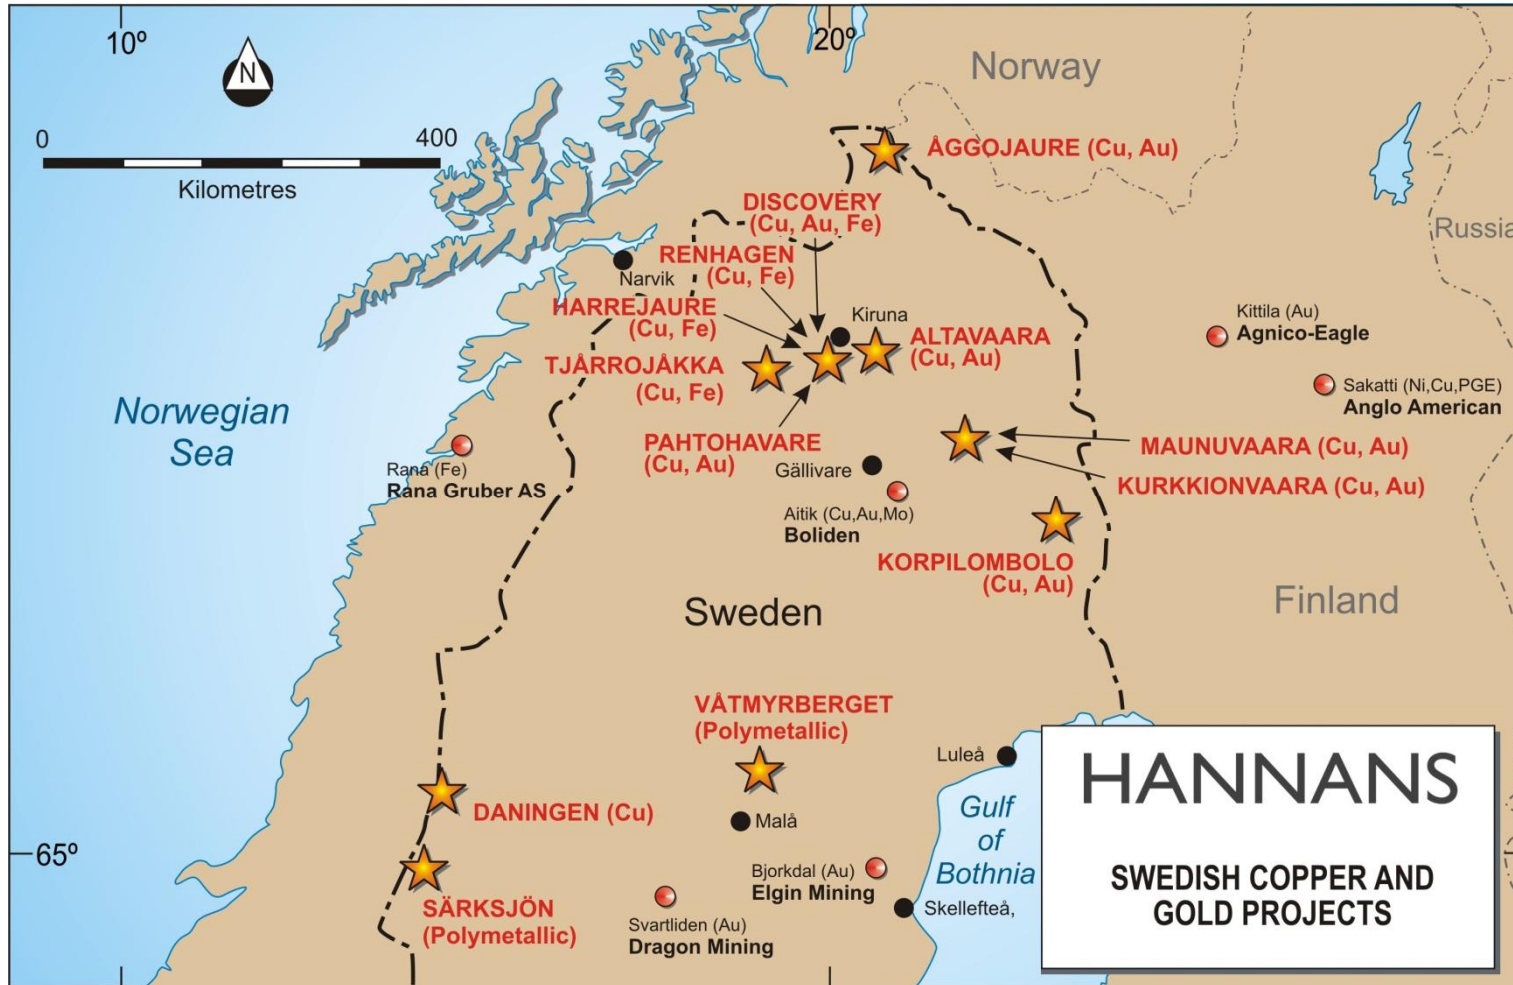 10º
20º
N
Norway
0
400
Kilometres
ÅGGOJAURE (Cu, Au)
DISCOVERY
(Cu, Au, Fe)
Russia
RENHAGEN
(Cu, Fe)
Narvik
HARREJAURE
(Cu, Fe)
Kiruna
ALTAVAARA
(Cu, Au)
Kittila (Au)
Agnico-Eagle
TJÅRROJÅKKA
(Cu, Fe)
Sakatti (Ni,Cu,PGE)
Anglo American
Norwegian
Sea
PAHTOHAVARE
(Cu, Au)
MAUNUVAARA (Cu, Au)
KURKKIONVAARA (Cu, Au)
Rana (Fe)
Rana Gruber AS
Gällivare
Aitik (Cu,Au,Mo)
Boliden
KORPILOMBOLO
(Cu, Au)
Sweden
Finland
VÅTMYRBERGET
(Polymetallic)
Luleå
DANINGEN (Cu)
Malå
Gulf
of
Bothnia
65º
Bjorkdal (Au)
Elgin Mining
SÄRKSJÖN
(Polymetallic)
Svartliden (Au)
Dragon Mining
Skellefteå,
HANNANS
SWEDISH COPPER AND
GOLD PROJECTS